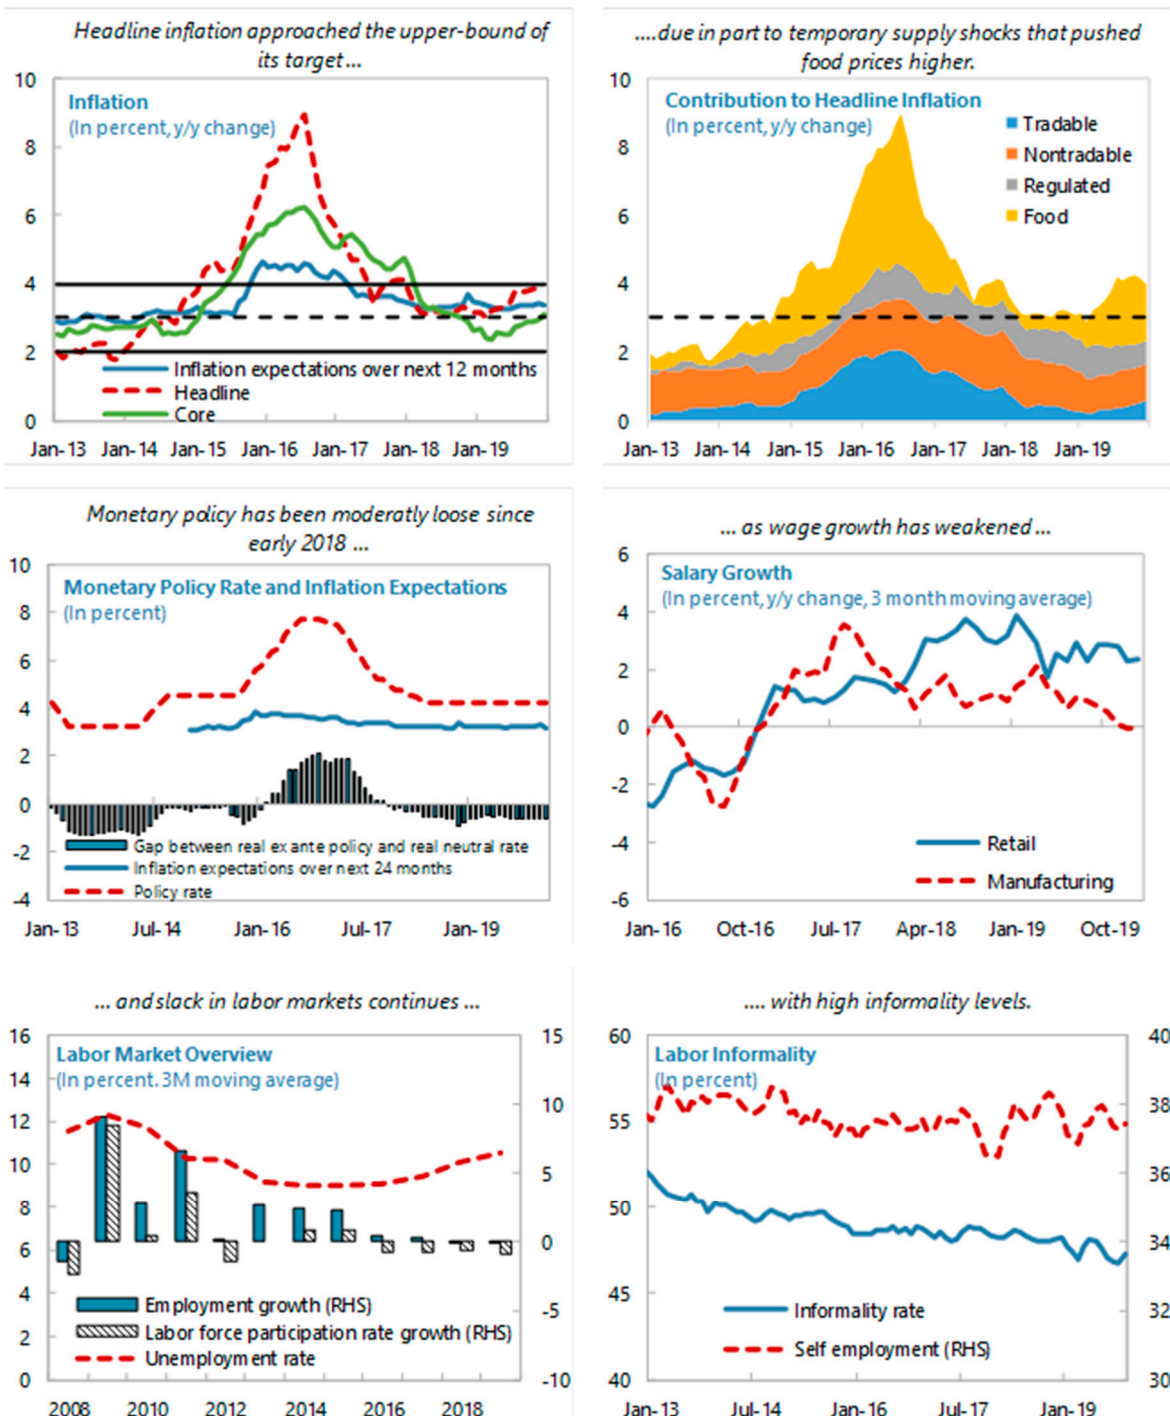 Headline inflation approached the upper-bound of
its target ...
Inflation
(In percent, y/y change)
10
8
6
4
2
0
Inflation expectations over next 12 months
Headline
Core
Jan-13 Jan-14 Jan-15 Jan-16 Jan-17 Jan-18 Jan-19
....due in part to temporary supply shocks that pushed
food prices higher.
Contribution to Headline Inflation
(In percent, y/y change)
Tradable
Nontradable
Regulated
Food
10
8
6
4
2
0
Jan-13 Jan-14 Jan-15 Jan-16 Jan-17 Jan-18 Jan-19
Monetary policy has been moderatly loose since
early 2018 ...
Monetary Policy Rate and Inflation Expectations
(In percent)
10
8
6
4
2
0
-2
-4
Gap between real ex ante policy and real neutral rate
Inflation expectations over next 24 months
Policy rate
Jan-13 Jul-14 Jan-16 Jul-17 Jan-19
... as wage growth has weakened ...
Salary Growth
(In percent, y/y change, 3 month moving average)
6
4
2
0
-2
-4
-6
Retail
Manufacturing
Jan-16 Oct-16 Jul-17 Apr-18 Jan-19 Oct-19
... and slack in labor markets continues ...
Labor Market Overview
(In percent. 3M moving average)
16
14
12
10
8
6
4
2
0
15
10
5
0
-5
-10
Employment growth (RHS)
Labor force participation rate growth (RHS)
Unemployment rate
2008 2010 2012 2014 2016 2018
.... with high informality levels.
Labor Informality
(In percent)
60
55
50
45
40
40
38
36
34
32
30
Informality rate
Self employment (RHS)
Jan-13 Jul-14 Jan-16 Jul-17 Jan-19